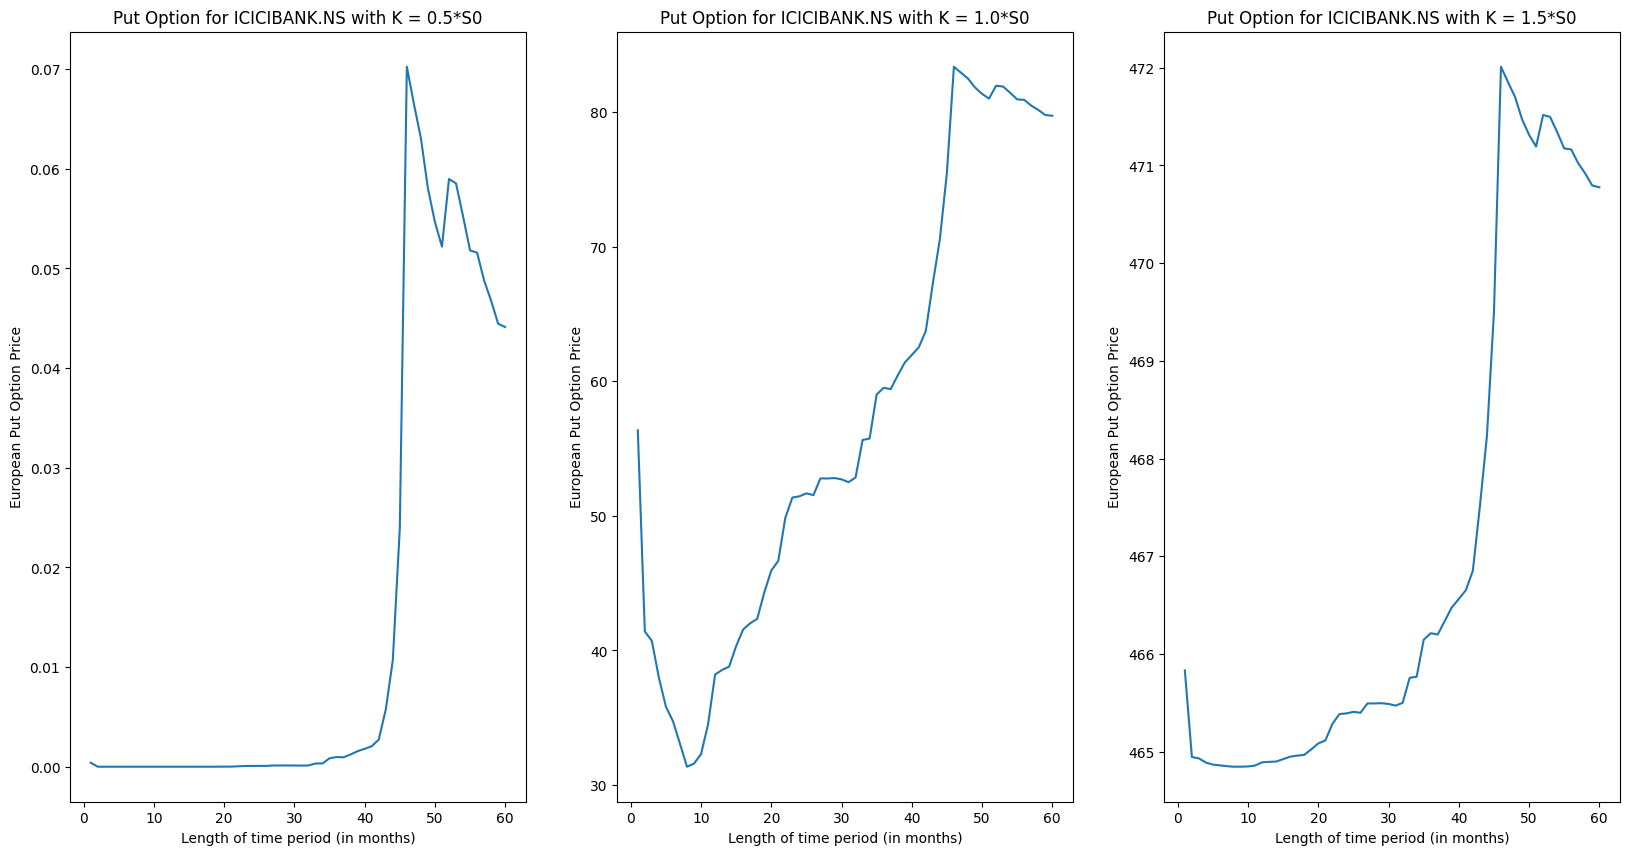 Put Option for ICICIBANK.NS with K = 0.5*S0
European Put Option Price
0.07
0.06
0.05
0.04
0.03
0.02
0.01
0.00
0 10 20 30 40 50 60
Length of time period (in months)
Put Option for ICICIBANK.NS with K = 1.0*S0
European Put Option Price
80
70
60
50
40
30
0 10 20 30 40 50 60
Length of time period (in months)
Put Option for ICICIBANK.NS with K = 1.5*S0
European Put Option Price
472
471
470
469
468
467
466
465
0 10 20 30 40 50 60
Length of time period (in months)